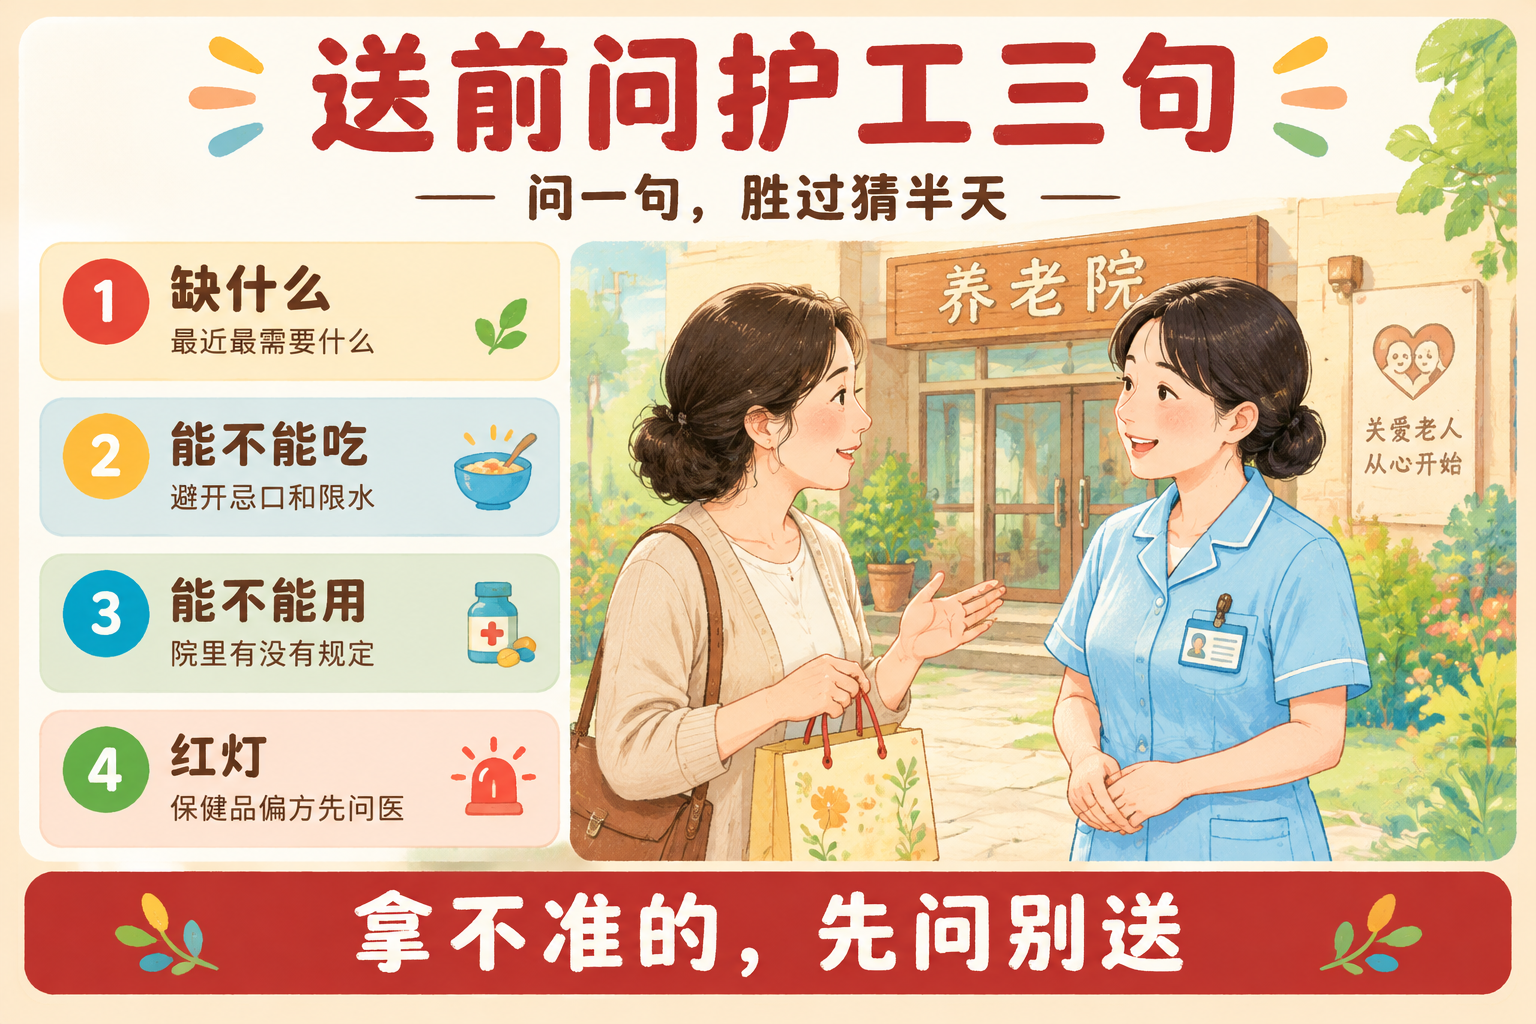 送前问护工三句
问一句，胜过猜半天
1
缺什么
最近最需要什么
2
能不能吃
避开忌口和限水
3
能不能用
院里有没有规定
4
红灯
保健品偏方先问医
养老院
关爱老人
从心开始
拿不准的，先问别送